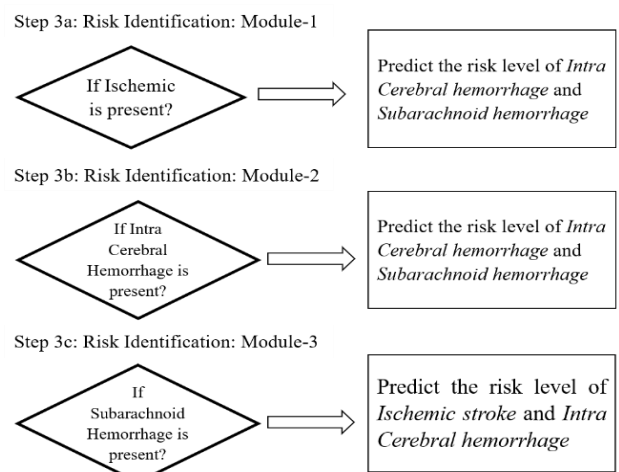 Step 3a: Risk Identification: Module-1
If Ischemic
is present?
Predict the risk level of Intra
Cerebral hemorrhage and
Subarachnoid hemorrhage
Step 3b: Risk Identification: Module-2
If Intra
Cerebral
Hemorrhage is
present?
Predict the risk level of Intra
Cerebral hemorrhage and
Subarachnoid hemorrhage
Step 3c: Risk Identification: Module-3
If
Subarachnoid
Hemorrhage is
present?
Predict the risk level of
Ischemic stroke and Intra
Cerebral hemorrhage